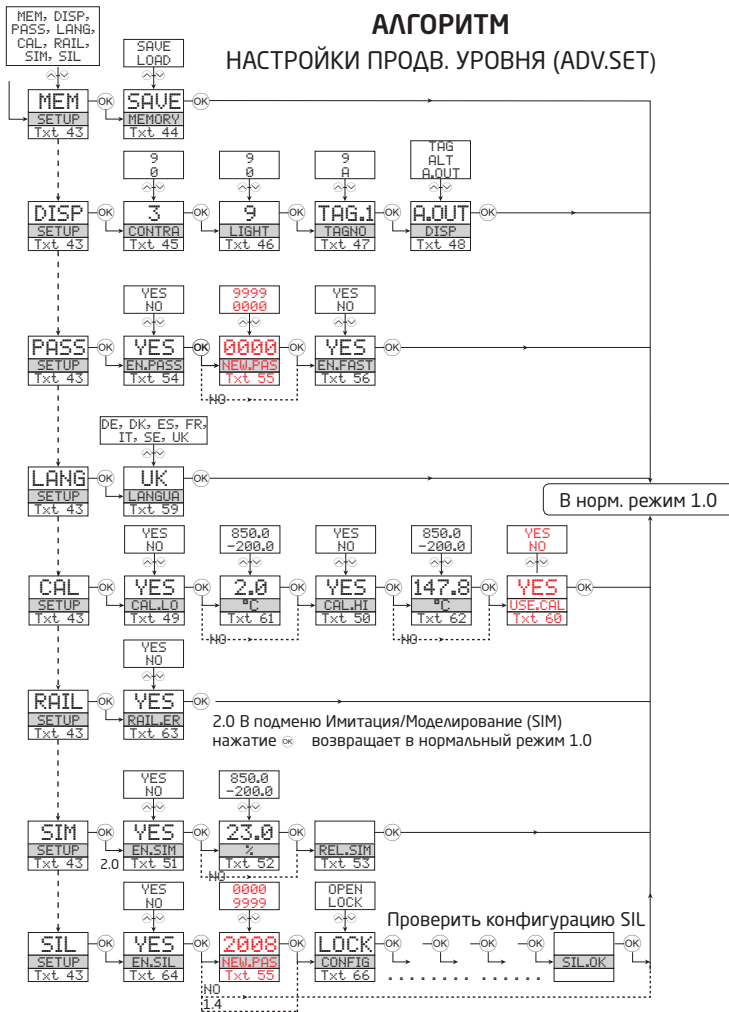 АЛГОРИТМ
НАСТРОЙКИ ПРОДВ. УРОВНЯ (ADV.SET)
MEM, DISP,
PASS, LANG,
CAL, RAIL,
SIM, SIL
SAVE
LOAD
MEM
SETUP
Txt 43
OK
SAVE
MEMORY
Txt 44
OK
9
0
9
0
9
A
TAG
ALT
A.OUT
DISP
SETUP
Txt 43
OK
3
CONTRA
Txt 45
OK
9
LIGHT
Txt 46
OK
TAG.1
TAGNO
Txt 47
OK
A.OUT
DISP
Txt 48
OK
YES
NO
9999
0000
YES
NO
PASS
SETUP
Txt 43
OK
YES
EN.PASS
Txt 54
OK
0000
NEW.PAS
Txt 55
OK
YES
EN.FAST
Txt 56
OK
NO
DE, DK, ES, FR,
IT, SE, UK
LANG
SETUP
Txt 43
OK
UK
LANGUA
Txt 59
OK
В норм. режим 1.0
YES
NO
850.0
-200.0
YES
NO
850.0
-200.0
YES
NO
CAL
SETUP
Txt 43
OK
YES
CAL.LO
Txt 49
OK
2.0
°C
Txt 61
OK
YES
CAL.HI
Txt 50
OK
147.8
°C
Txt 62
OK
YES
USE.CAL
Txt 60
OK
NO
NO
YES
NO
RAIL
SETUP
Txt 43
OK
YES
RAIL.ER
Txt 63
OK
2.0 В подменю Имитация/Моделирование (SIM)
нажатие OK возвращает в нормальный режим 1.0
YES
NO
850.0
-200.0
SIM
SETUP
Txt 43
OK
2.0
YES
EN.SIM
Txt 51
OK
23.0
%
Txt 52
OK
REL.SIM
Txt 53
OK
NO
YES
NO
0000
9999
OPEN
LOCK
Проверить конфигурацию SIL
SIL
SETUP
Txt 43
OK
YES
EN.SIL
Txt 64
OK
2008
NEW.PAS
Txt 55
OK
LOCK
CONFIG
Txt 66
OK
OK
OK
OK
SIL.OK
OK
. . . . . . . . . . . . . .
NO
1.4